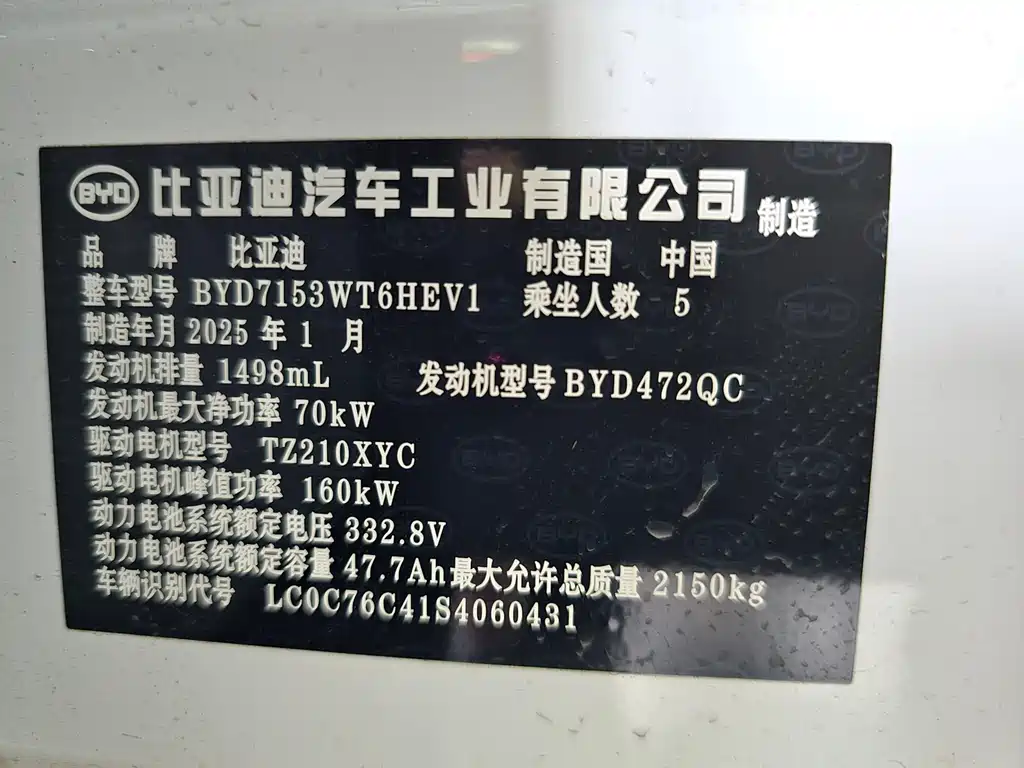 BYD 比亚迪汽车工业有限公司 制造
品 牌 比亚迪 制造国 中国
整车型号 BYD7153WT6HEV1 乘坐人数 5
制造年月 2025 年 1 月
发动机排量 1498mL 发动机型号 BYD472QC
发动机最大净功率 70kW
驱动电机型号 TZ210XYC
驱动电机峰值功率 160kW
动力电池系统额定电压 332.8V
动力电池系统额定容量 47.7Ah 最大允许总质量 2150kg
车辆识别代号 LC0C76C41S4060431